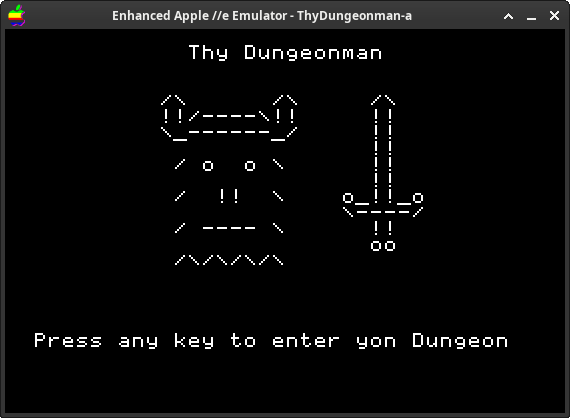 Enhanced Apple //e Emulator - ThyDungeonman-a
Thy Dungeonman
Press any key to enter yon Dungeon